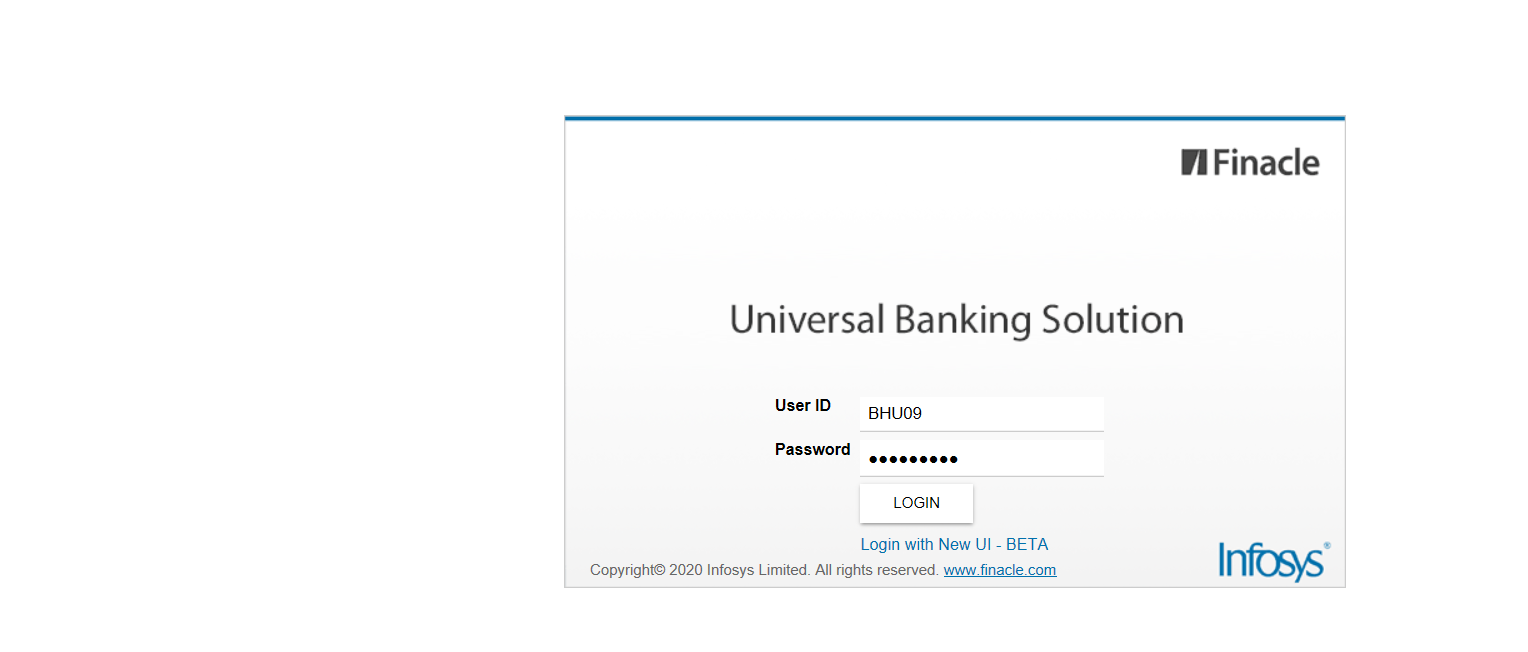 Finacle
Universal Banking Solution
User ID BHU09
Password •••••••••
LOGIN
Login with New UI - BETA
Copyright© 2020 Infosys Limited. All rights reserved. www.finacle.com
Infosys®